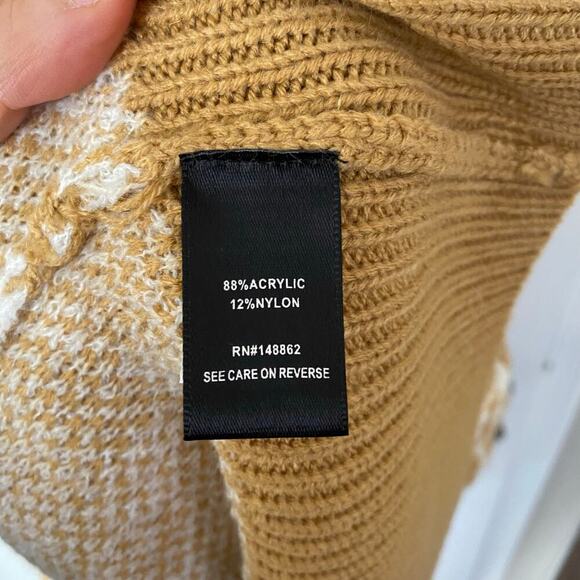 88%ACRYLIC
12%NYLON
RN#148862
SEE CARE ON REVERSE